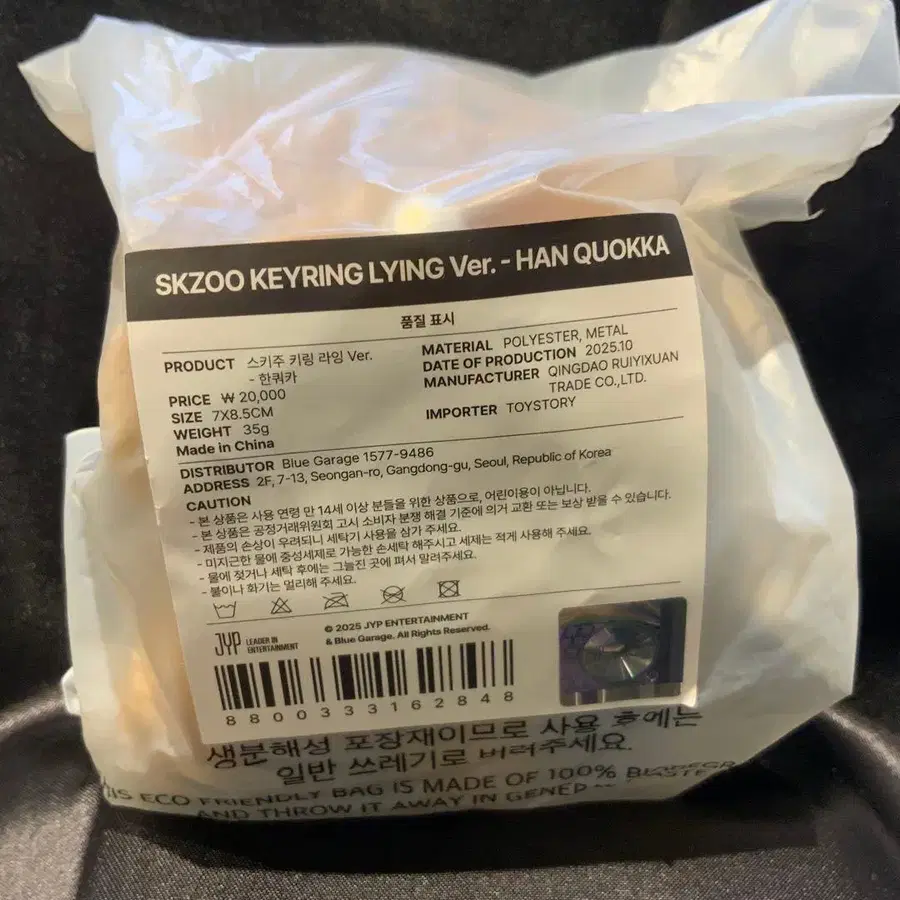 SKZOO KEYRING LYING Ver. - HAN QUOKKA
품질 표시
PRODUCT 스키주 키링 라잉 Ver.
- 한쿼카
PRICE ₩ 20,000
SIZE 7X8.5CM
WEIGHT 35g
Made in China
MATERIAL POLYESTER, METAL
DATE OF PRODUCTION 2025.10
MANUFACTURER QINGDAO RUIYIXUAN
TRADE CO.,LTD.
IMPORTER TOYSTORY
DISTRIBUTOR Blue Garage 1577-9486
ADDRESS 2F, 7-13, Seongan-ro, Gangdong-gu, Seoul, Republic of Korea
CAUTION
- 본 상품은 사용 연령 만 14세 이상 분들을 위한 상품으로, 어린이용이 아닙니다.
- 본 상품은 공정거래위원회 고시 소비자 분쟁 해결 기준에 의거 교환 또는 보상 받을 수 있습니다.
- 제품의 손상이 우려되니 세탁기 사용을 삼가 주세요.
- 미지근한 물에 중성세제로 가능한 손세탁 해주시고 세제는 적게 사용해 주세요.
- 물에 젖거나 세탁 후에는 그늘진 곳에 펴서 말려주세요.
- 불이나 화기는 멀리해 주세요.
JYP LEADER IN
ENTERTAINMENT
© 2025 JYP ENTERTAINMENT
& Blue Garage. All Rights Reserved.
8800333162848
생분해성 포장재이므로 사용 후에는
일반 쓰레기로 버려주세요.
ECO FRIENDLY BAG IS MADE OF 100%
AND THROW IT AWAY IN